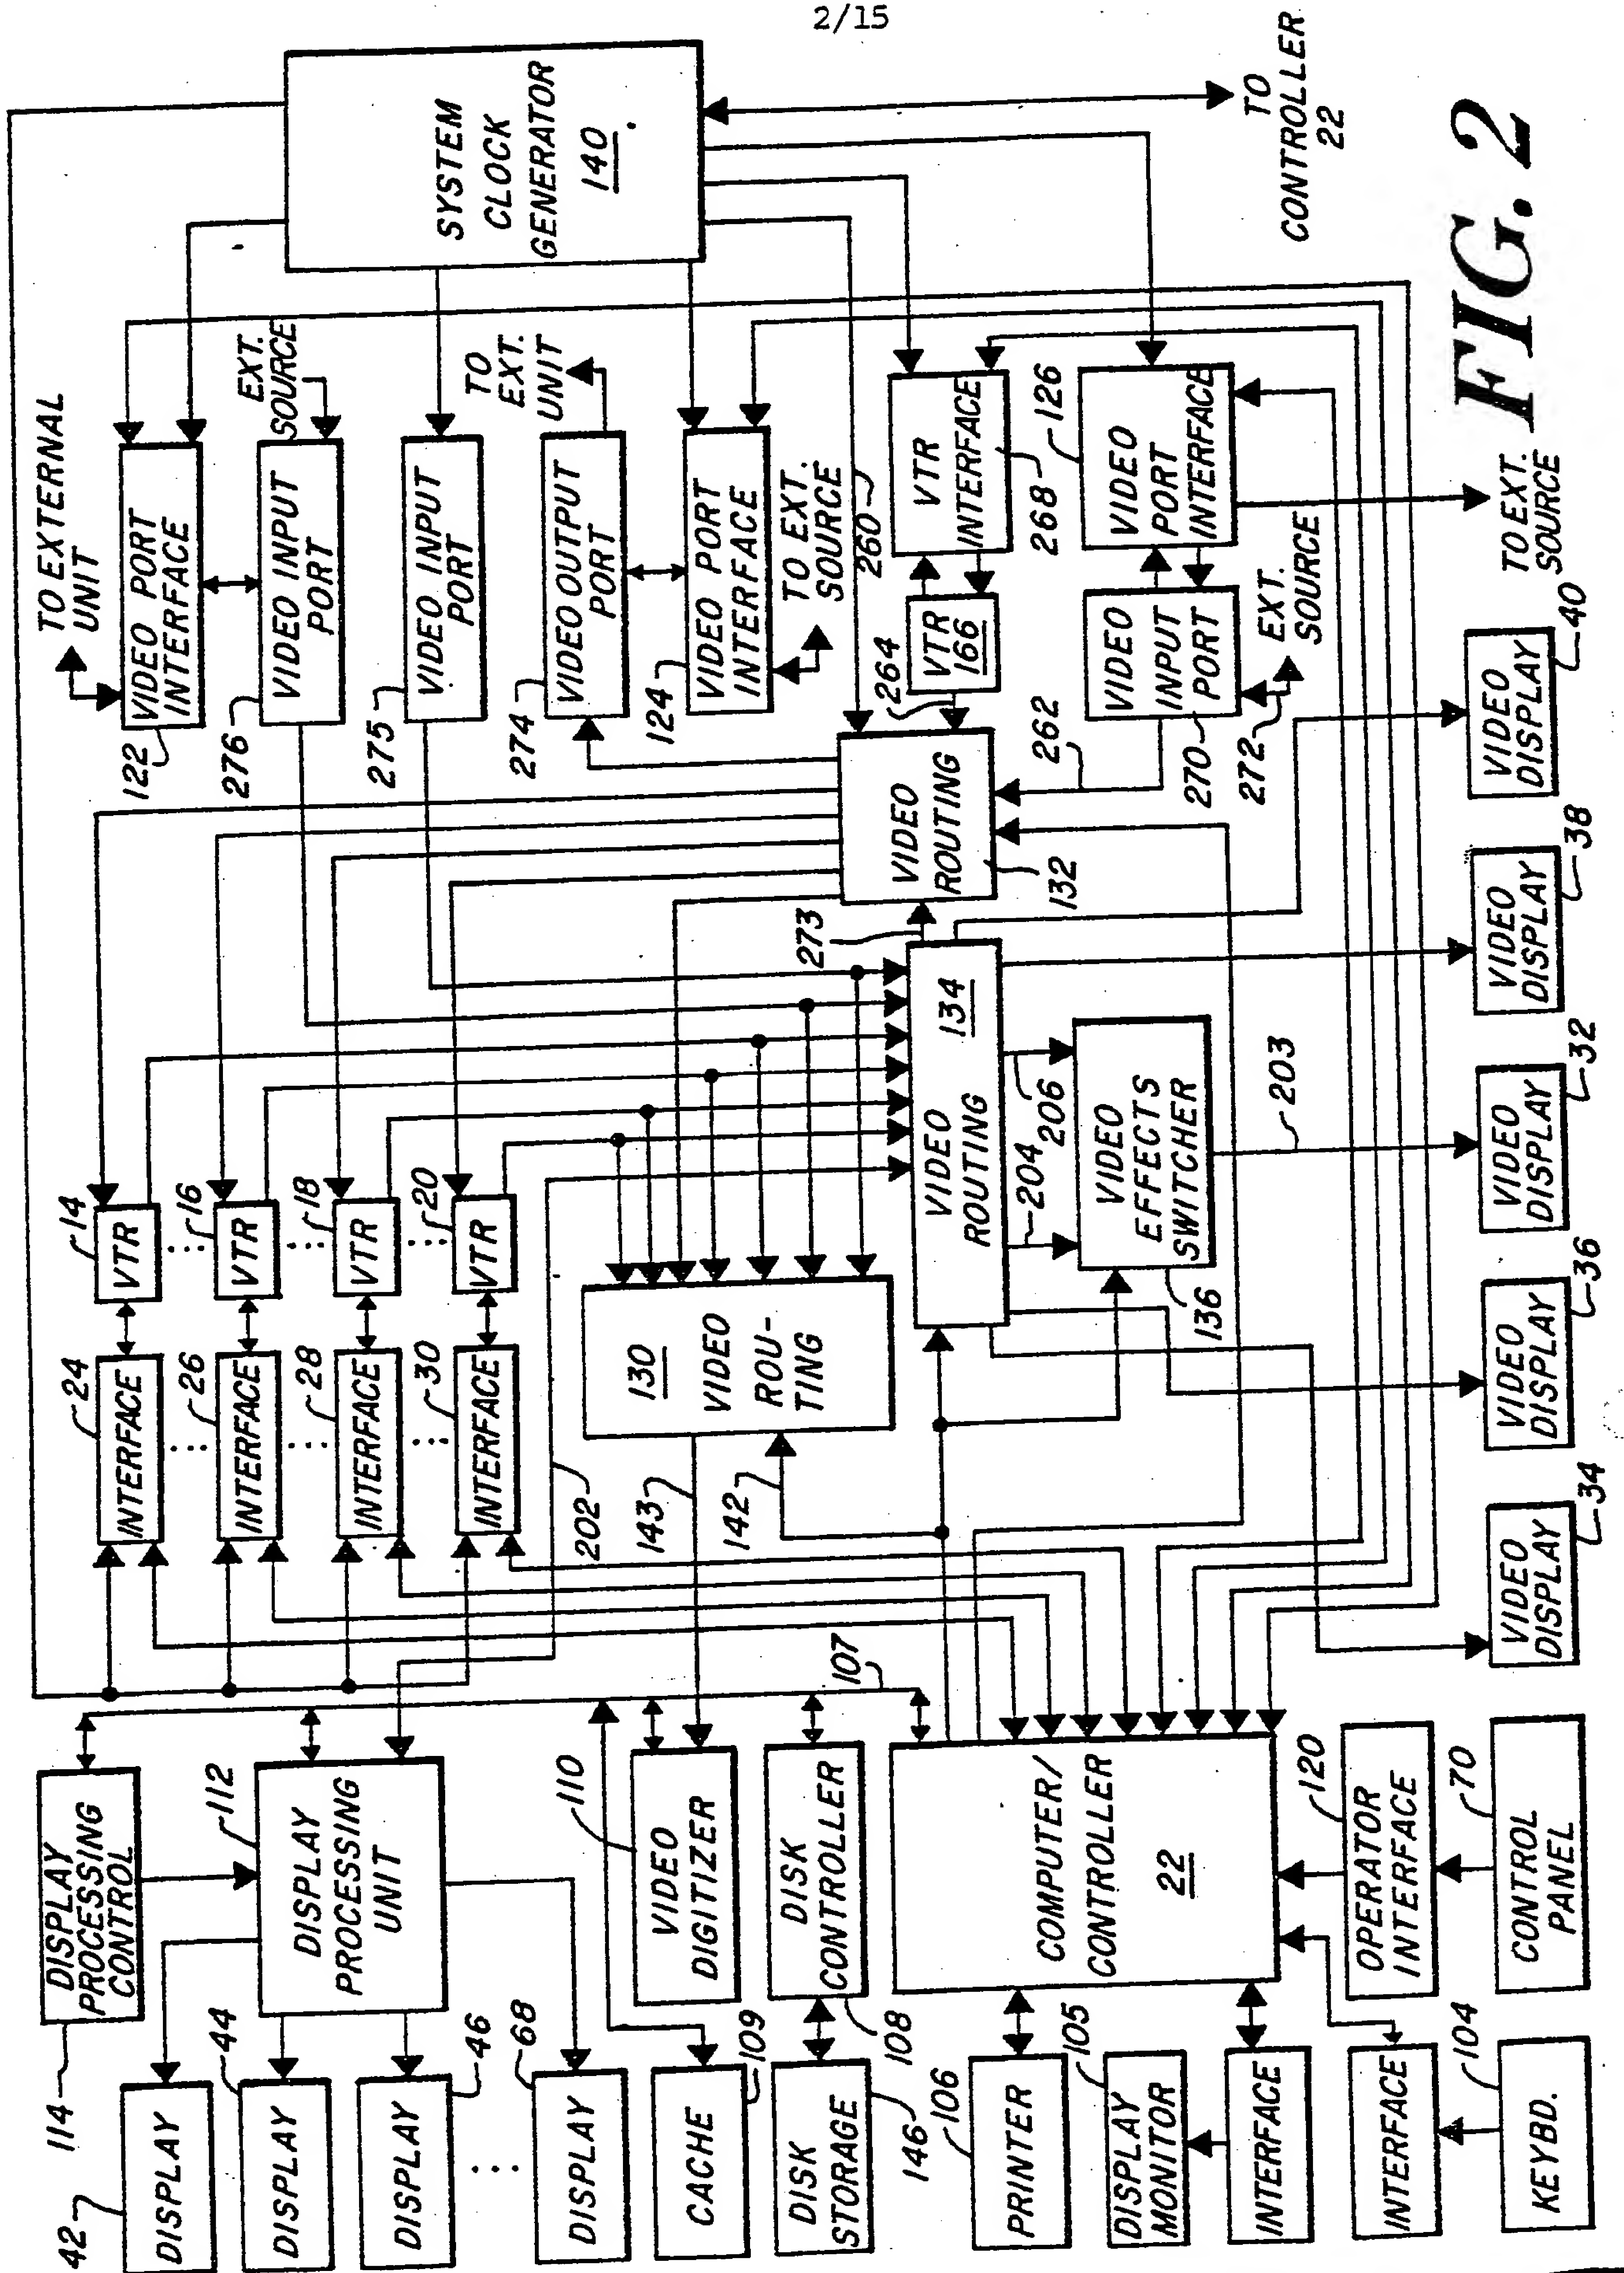 2/15
DISPLAY
PROCESSING
CONTROL
114
42
DISPLAY
44
DISPLAY
DISPLAY
46
68
DISPLAY
112
DISPLAY
PROCESSING
UNIT
CACHE
109
110
VIDEO
DIGITIZER
DISK
STORAGE
146
DISK
CONTROLLER
108
107
106
PRINTER
105
DISPLAY
MONITOR
INTERFACE
INTERFACE
104
KEYBD.
COMPUTER/
CONTROLLER
22
120
OPERATOR
INTERFACE
70
CONTROL
PANEL
24
INTERFACE
14
VTR
26
INTERFACE
16
VTR
28
INTERFACE
18
VTR
30
INTERFACE
20
VTR
202
143
142
130
VIDEO
ROU-
TING
VIDEO
ROUTING
134
273
204
206
VIDEO
EFFECTS
SWITCHER
136
203
VIDEO
ROUTING
132
TO EXTERNAL
UNIT
VIDEO PORT
INTERFACE
122
EXT.
SOURCE
VIDEO INPUT
PORT
276
VIDEO INPUT
PORT
275
TO
EXT.
UNIT
VIDEO OUTPUT
PORT
274
VIDEO PORT
INTERFACE
124
TO EXT.
SOURCE
260
264
VTR
166
VTR
INTERFACE
268
262
VIDEO
INPUT
PORT
270
272
EXT.
SOURCE
126
VIDEO
PORT
INTERFACE
TO EXT.
SOURCE
SYSTEM
CLOCK
GENERATOR
140
TO
CONTROLLER
22
VIDEO
DISPLAY
34
VIDEO
DISPLAY
36
VIDEO
DISPLAY
32
VIDEO
DISPLAY
38
VIDEO
DISPLAY
40
FIG. 2